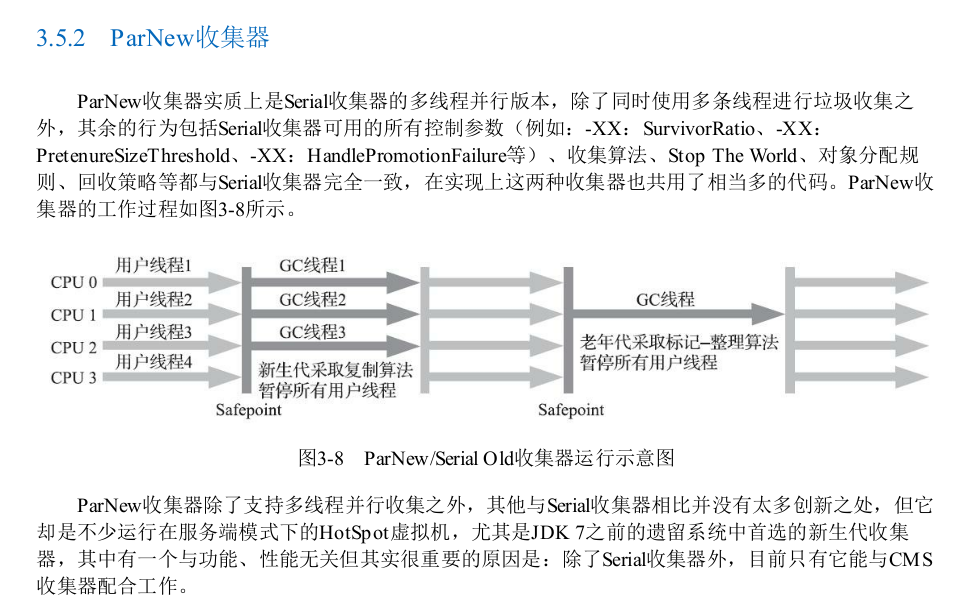 3.5.2 ParNew收集器
ParNew收集器实质上是Serial收集器的多线程并行版本，除了同时使用多条线程进行垃圾收集之
外，其余的行为包括Serial收集器可用的所有控制参数（例如：-XX：SurvivorRatio、-XX：
PretenureSizeThreshold、-XX：HandlePromotionFailure等）、收集算法、Stop The World、对象分配规
则、回收策略等都与Serial收集器完全一致，在实现上这两种收集器也共用了相当多的代码。ParNew收
集器的工作过程如图3-8所示。
用户线程1
GC线程1
CPU 0
用户线程2
GC线程2
GC线程
CPU 1
用户线程3
GC线程3
CPU 2
用户线程4
CPU 3
新生代采取复制算法
暂停所有用户线程
老年代采取标记–整理算法
暂停所有用户线程
Safepoint
Safepoint
图3-8 ParNew/Serial Old收集器运行示意图
ParNew收集器除了支持多线程并行收集之外，其他与Serial收集器相比并没有太多创新之处，但它
却是不少运行在服务端模式下的HotSpot虚拟机，尤其是JDK 7之前的遗留系统中首选的新生代收集
器，其中有一个与功能、性能无关但其实很重要的原因是：除了Serial收集器外，目前只有它能与CMS
收集器配合工作。